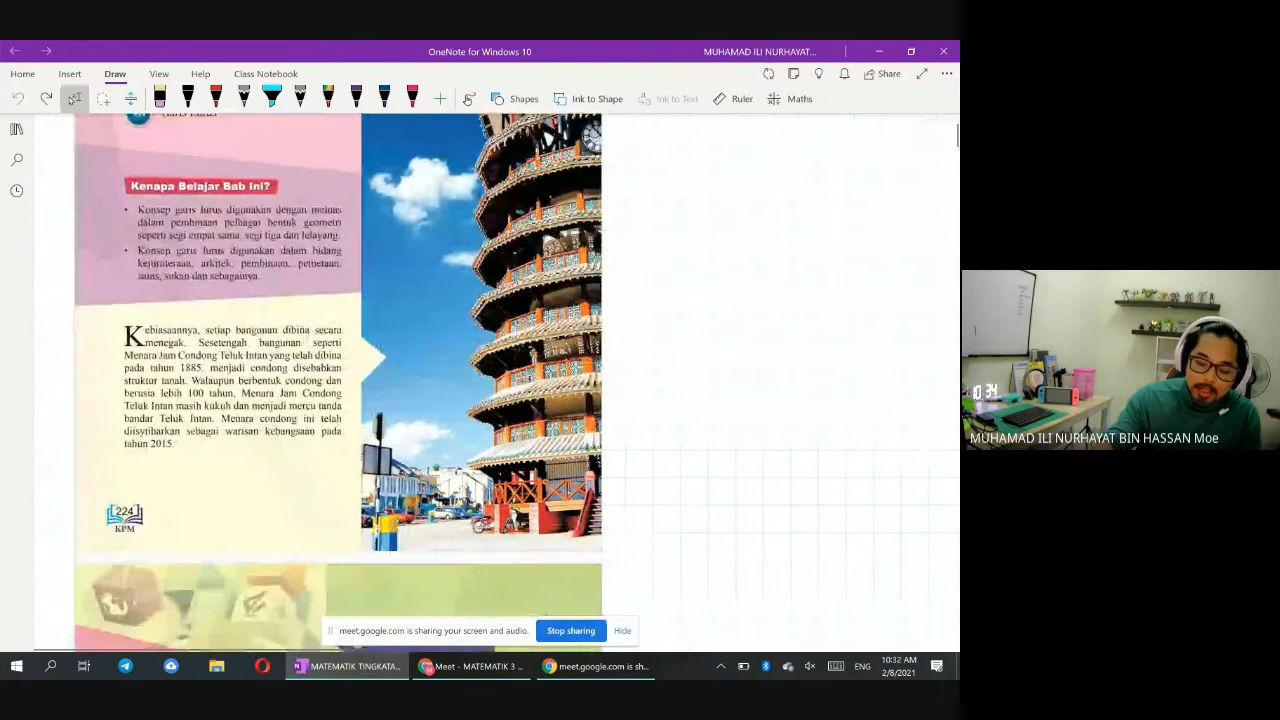 OneNote for Windows 10
MUHAMAD ILI NURHAYAT...
Home Insert Draw View Help Class Notebook
Share
Shapes Ink to Shape Ink to Text Ruler Maths
Garis Lurus
Kenapa Belajar Bab Ini?
• Konsep garis lurus digunakan dengan meluas
dalam pembinaan pelbagai bentuk geometri
seperti segi empat sama, segi tiga dan lelayang.
• Konsep garis lurus digunakan dalam bidang
kejuruteraan, arkitek, pembinaan, pemetaan,
sains, sukan dan sebagainya.
Kebiasaannya, setiap bangunan dibina secara
menegak. Sesetengah bangunan seperti
Menara Jam Condong Teluk Intan yang telah dibina
pada tahun 1885, menjadi condong disebabkan
struktur tanah. Walaupun berbentuk condong dan
berusia lebih 100 tahun, Menara Jam Condong
Teluk Intan masih kukuh dan menjadi mercu tanda
bandar Teluk Intan. Menara condong ini telah
diisytiharkan sebagai warisan kebangsaan pada
tahun 2015.
224
KPM
MUHAMAD ILI NURHAYAT BIN HASSAN Moe
meet.google.com is sharing your screen and audio.
Stop sharing
Hide
MATEMATIK TINGKATA...
Meet - MATEMATIK 3 ...
meet.google.com is sh...
ENG
10:32 AM
2/8/2021